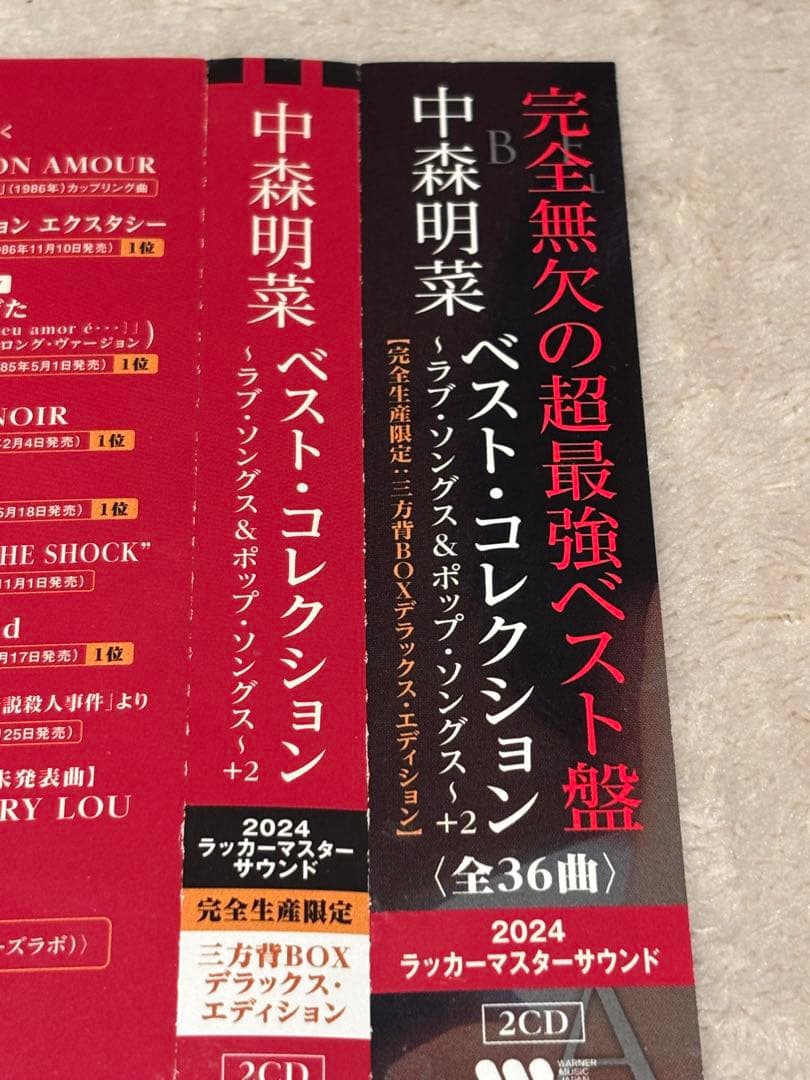 ON AMOUR
(1986年)カップリング曲
ョン エクスタシー
86年11月10日発売) 1位
ぎた
eu amor é・・・」」
ロング・ヴァージョン)
85年5月1日発売) 1位
NOIR
年2月4日発売) 1位
5月18日発売) 1位
HE SHOCK”
11月1日発売)
d
月17日発売) 1位
説殺人事件」より
25日発売)
未発表曲】
RY LOU
ーズラボ)〉
中森明菜
ベスト・コレクション
~ラブ・ソングス&ポップ・ソングス~+2
2024
ラッカーマスター
サウンド
完全生産限定
三方背BOX
デラックス・
エディション
2CD
完全無欠の超最強ベスト盤
中森明菜
ベスト・コレクション
~ラブ・ソングス&ポップ・ソングス~+2
【完全生産限定:三方背BOXデラックス・エディション】
〈全36曲〉
2024
ラッカーマスターサウンド
2CD
WARNER
MUSIC
JAPAN